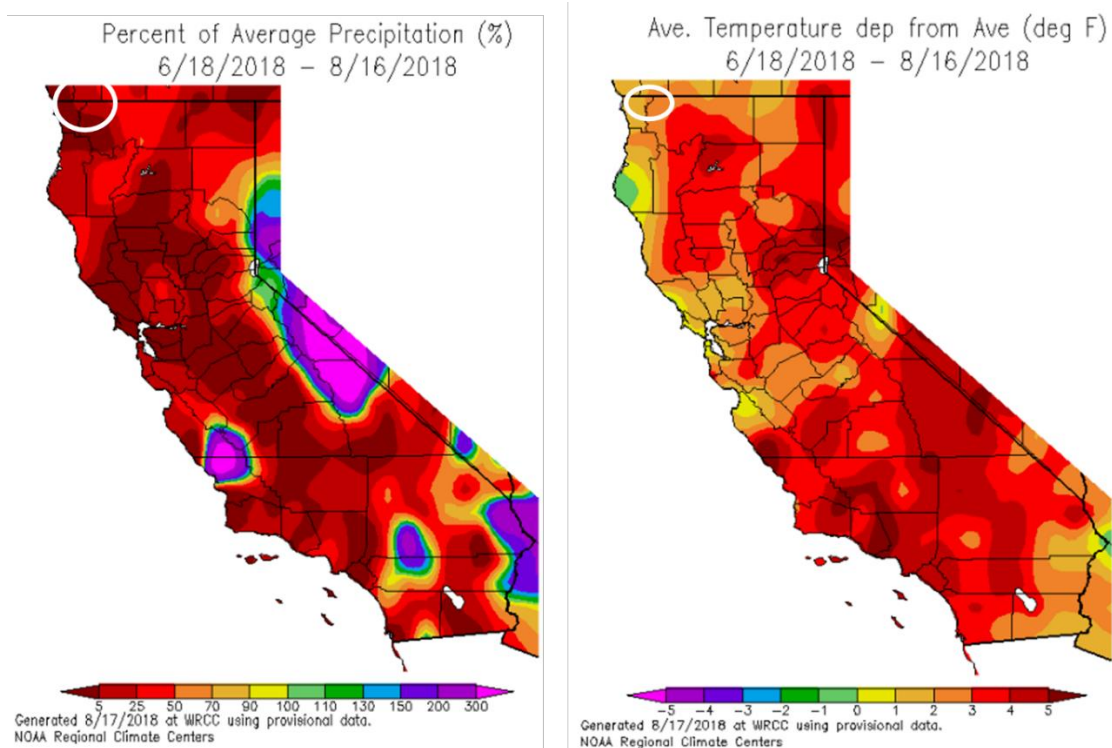 Percent of Average Precipitation (%)
6/18/2018 – 8/16/2018
5 25 50 70 90 100 110 130 150 200 300
Generated 8/17/2018 at WRCC using provisional data.
NOAA Regional Climate Centers
Ave. Temperature dep from Ave (deg F)
6/18/2018 – 8/16/2018
-5 -4 -3 -2 -1 0 1 2 3 4 5
Generated 8/17/2018 at WRCC using provisional data.
NOAA Regional Climate Centers